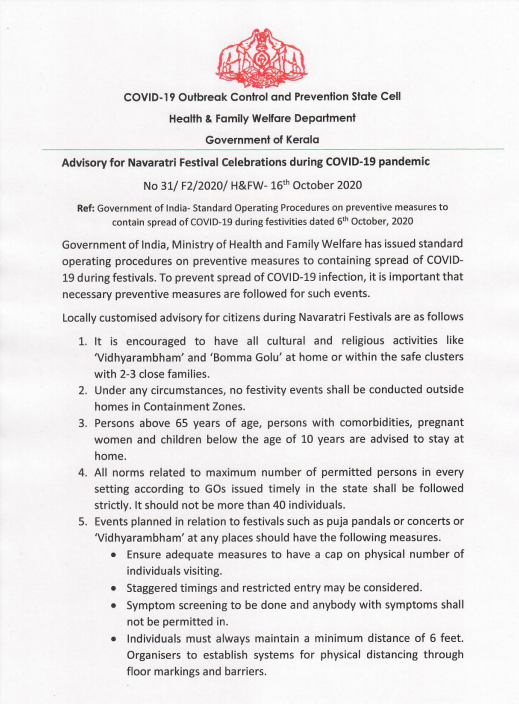 COVID-19 Outbreak Control and Prevention State Cell
Health & Family Welfare Department
Government of Kerala
Advisory for Navaratri Festival Celebrations during COVID-19 pandemic
No 31/ F2/2020/ H&FW- 16th October 2020
Ref: Government of India- Standard Operating Procedures on preventive measures to
contain spread of COVID-19 during festivities dated 6th October, 2020
Government of India, Ministry of Health and Family Welfare has issued standard
operating procedures on preventive measures to containing spread of COVID-
19 during festivals. To prevent spread of COVID-19 infection, it is important that
necessary preventive measures are followed for such events.
Locally customised advisory for citizens during Navaratri Festivals are as follows
1. It is encouraged to have all cultural and religious activities like
‘Vidhyarambham’ and ‘Bomma Golu’ at home or within the safe clusters
with 2-3 close families.
2. Under any circumstances, no festivity events shall be conducted outside
homes in Containment Zones.
3. Persons above 65 years of age, persons with comorbidities, pregnant
women and children below the age of 10 years are advised to stay at
home.
4. All norms related to maximum number of permitted persons in every
setting according to GOs issued timely in the state shall be followed
strictly. It should not be more than 40 individuals.
5. Events planned in relation to festivals such as puja pandals or concerts or
‘Vidhyarambham’ at any places should have the following measures.
• Ensure adequate measures to have a cap on physical number of
individuals visiting.
• Staggered timings and restricted entry may be considered.
• Symptom screening to be done and anybody with symptoms shall
not be permitted in.
• Individuals must always maintain a minimum distance of 6 feet.
Organisers to establish systems for physical distancing through
floor markings and barriers.